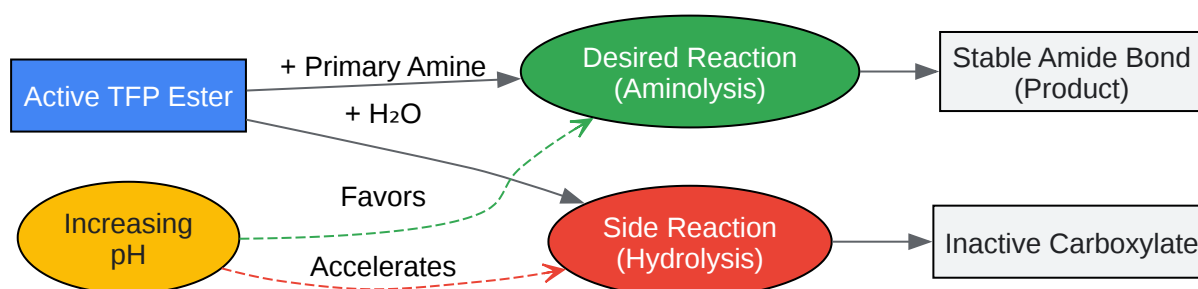 Active TFP Ester
+ Primary Amine
+ H₂O
Desired Reaction
(Aminolysis)
Stable Amide Bond
(Product)
Increasing
pH
Favors
Accelerates
Side Reaction
(Hydrolysis)
Inactive Carboxylate